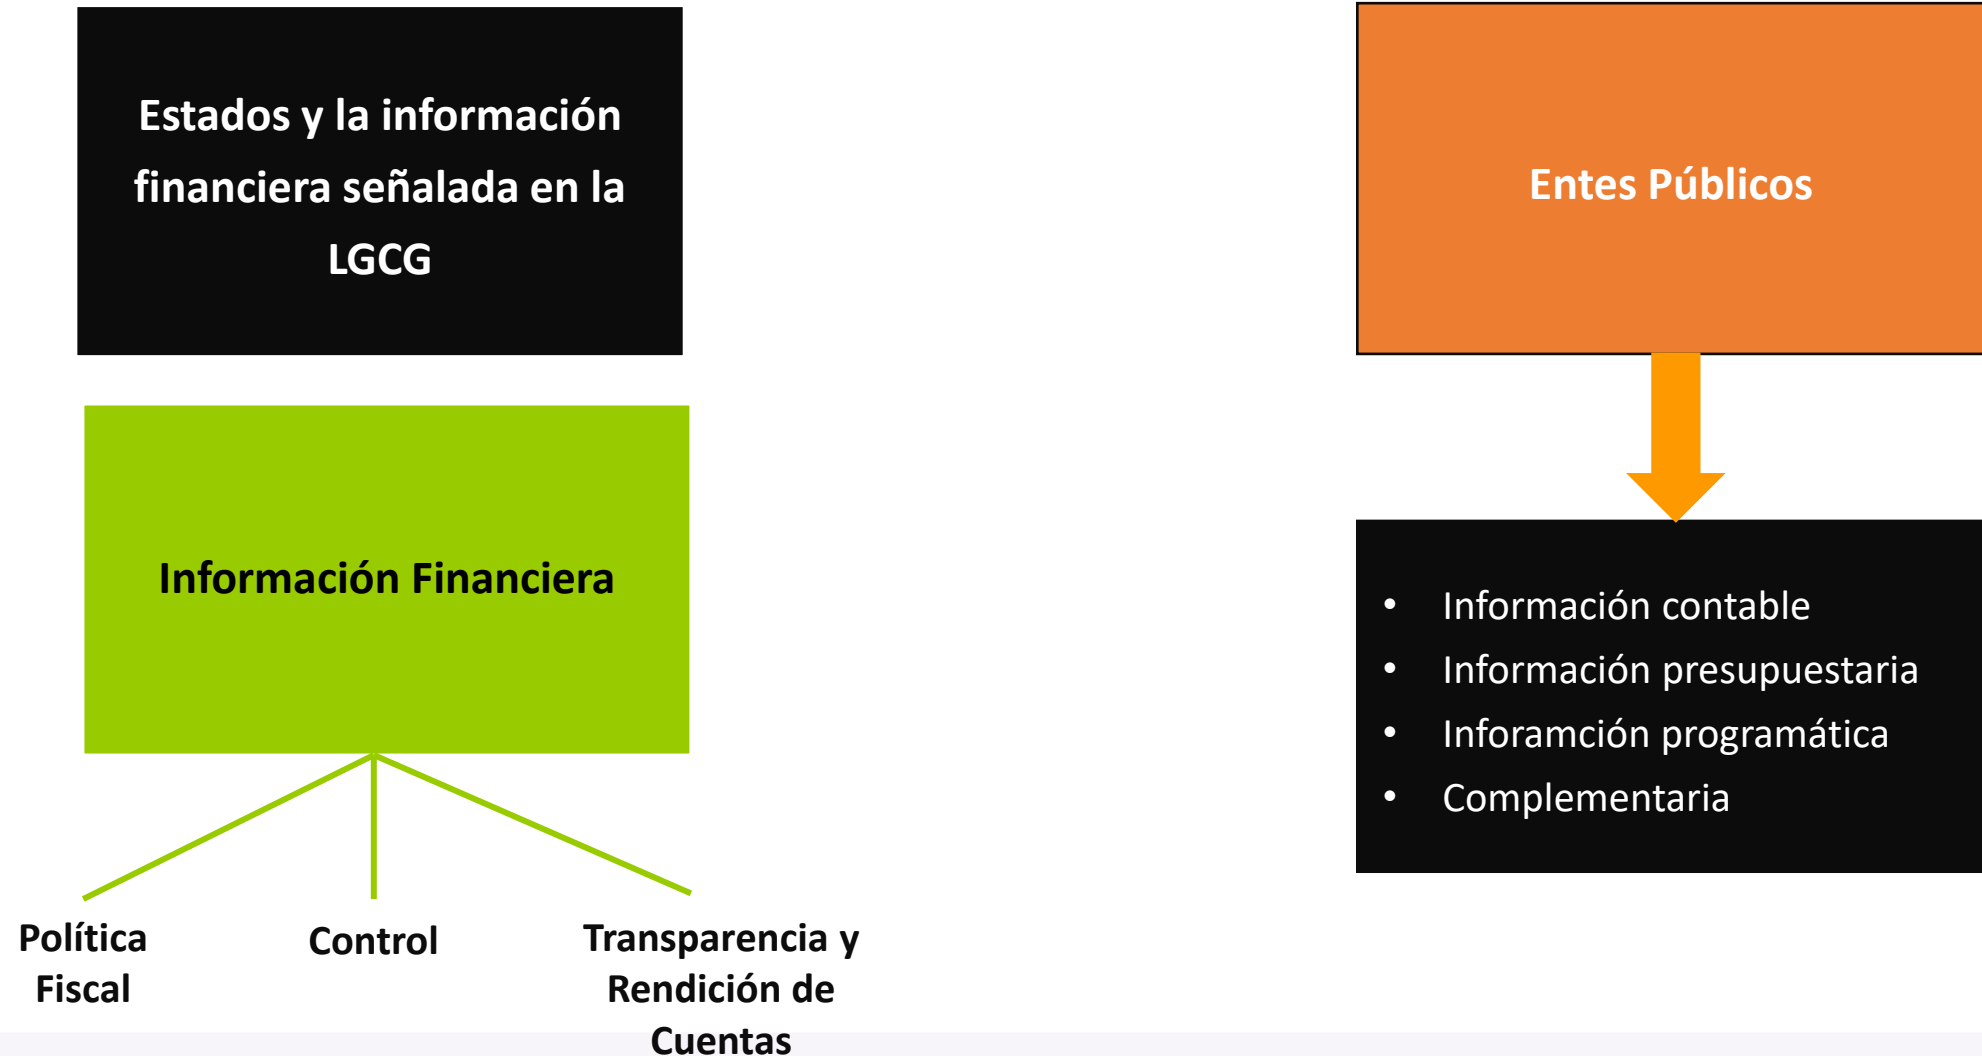 Estados y la información
financiera señalada en la
LGCG
Información Financiera
Política
Fiscal
Control
Transparencia y
Rendición de
Cuentas
Entes Públicos
• Información contable
• Información presupuestaria
• Inforamción programática
• Complementaria